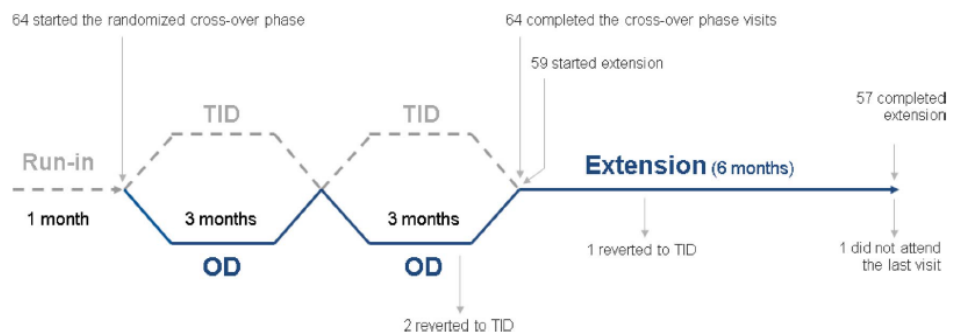 64 started the randomized cross-over phase
64 completed the cross-over phase visits
59 started extension
57 completed
extension
TID
TID
Run-in
Extension (6 months)
1 month
3 months
3 months
OD
OD
1 reverted to TID
1 did not attend
the last visit
2 reverted to TID